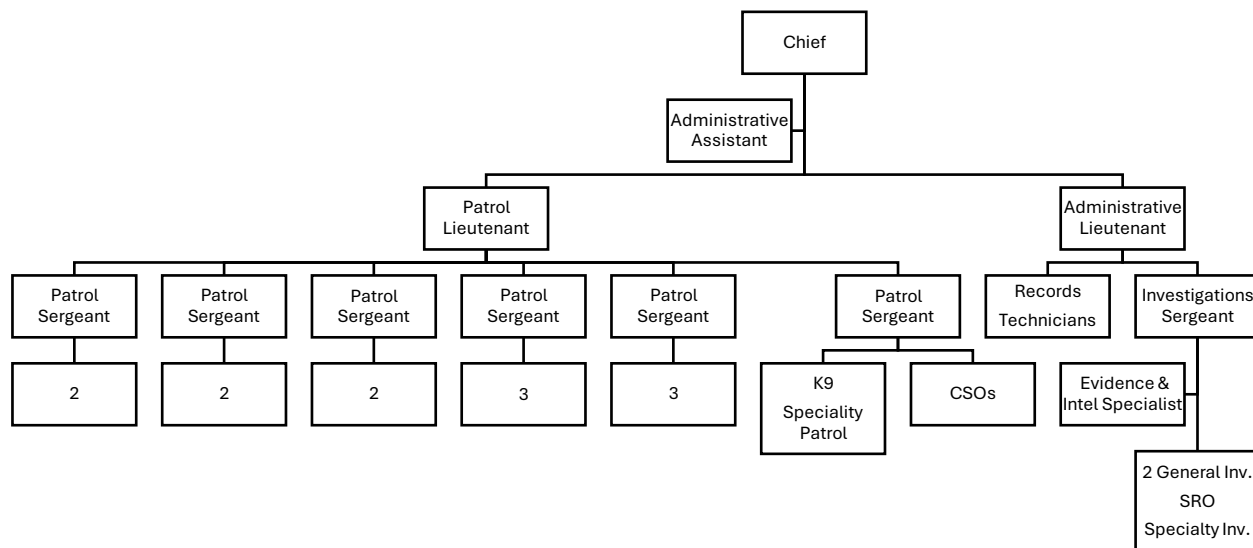 Chief
Administrative
Assistant
Patrol
Lieutenant
Administrative
Lieutenant
Patrol
Sergeant
Patrol
Sergeant
Patrol
Sergeant
Patrol
Sergeant
Patrol
Sergeant
Patrol
Sergeant
Records
Technicians
Investigations
Sergeant
2
2
2
3
3
K9
Speciality
Patrol
CSOs
Evidence &
Intel Specialist
2 General Inv.
SRO
Specialty Inv.